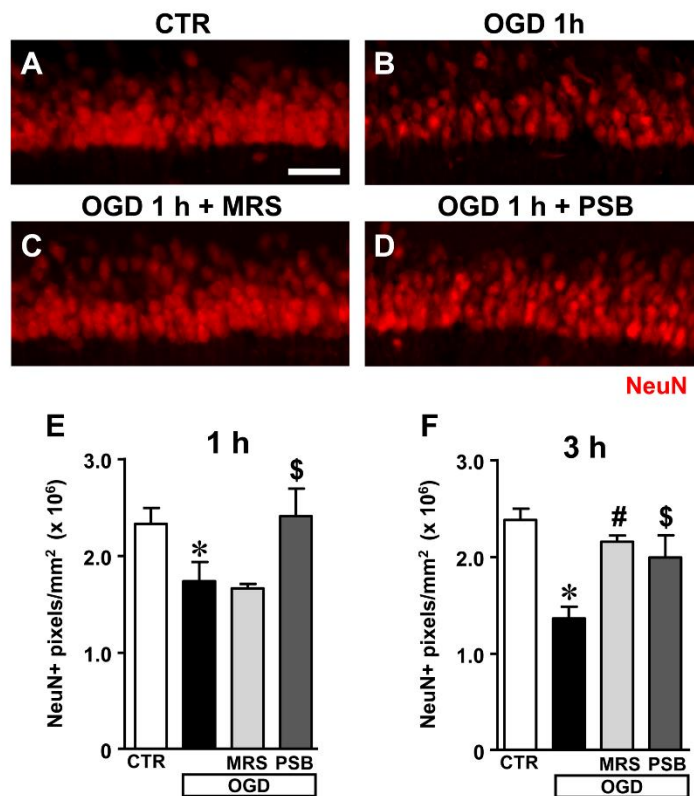 CTR
OGD 1h
A
B
OGD 1 h + MRS
OGD 1 h + PSB
C
D
NeuN
E
1 h
NeuN+ pixels/mm² (x 10⁶)
3.0
2.0
1.0
0
*
$
CTR
MRS
PSB
OGD
F
3 h
NeuN+ pixels/mm² (x 10⁶)
3.0
2.0
1.0
0
*
#
$
CTR
MRS
PSB
OGD